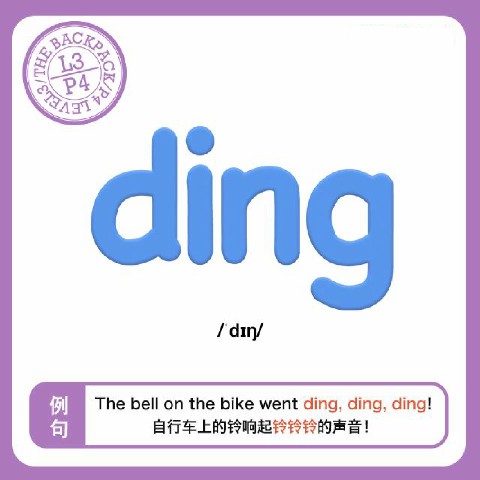 THE BACKPACK/P4 LEVEL3/
L3
P4
ding
/ˈdɪŋ/
例句
The bell on the bike went ding, ding, ding!
自行车上的铃响起铃铃铃的声音!